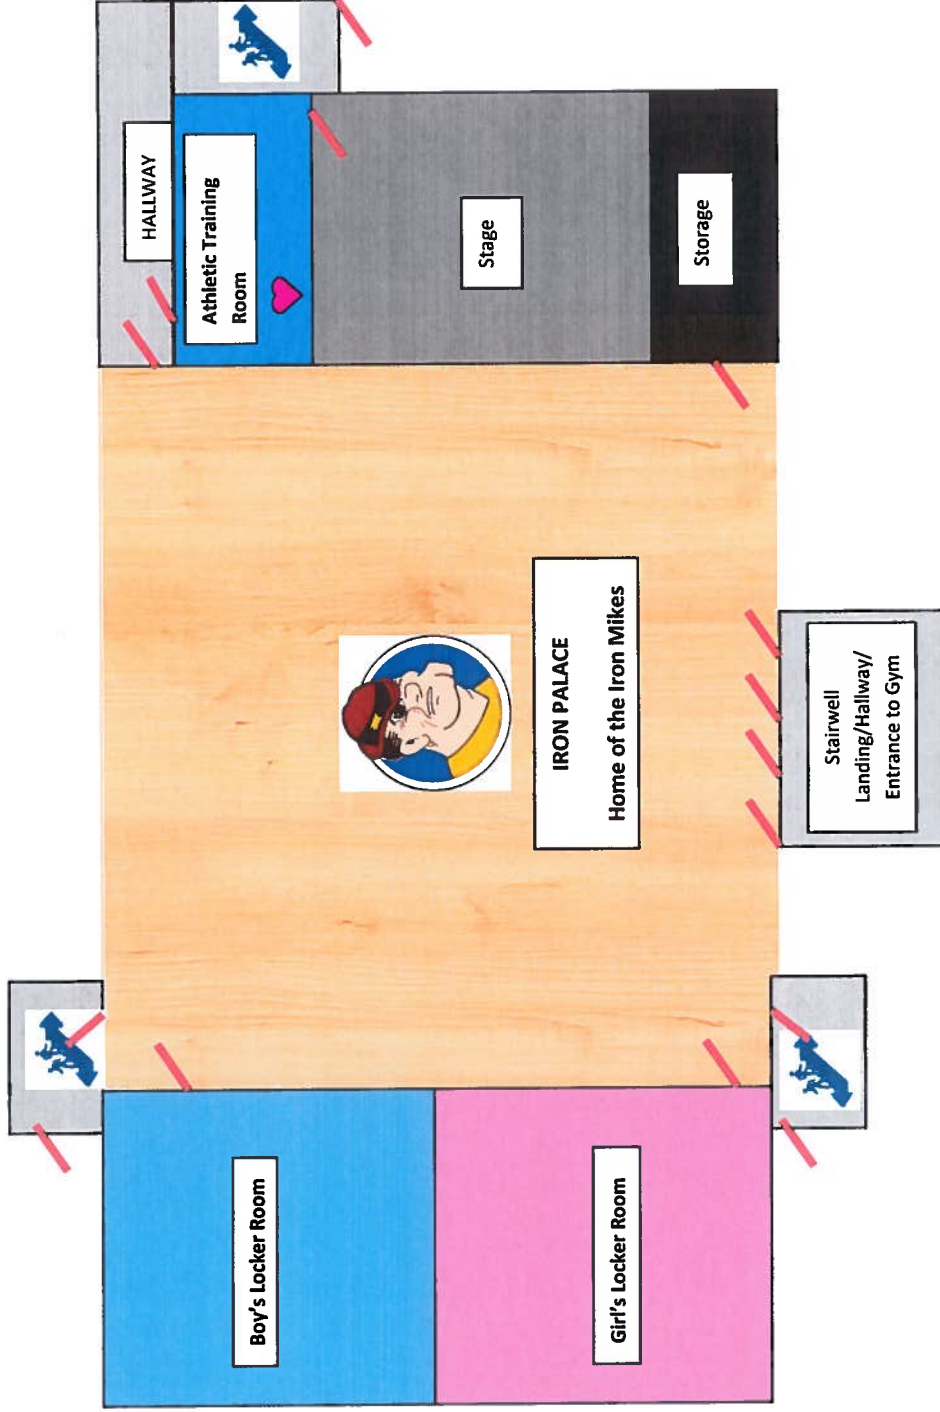 HALLWAY
Athletic Training
Room
Stage
Storage
IRON PALACE
Home of the Iron Mikes
Stairwell
Landing/Hallway/
Entrance to Gym
Boy's Locker Room
Girl's Locker Room